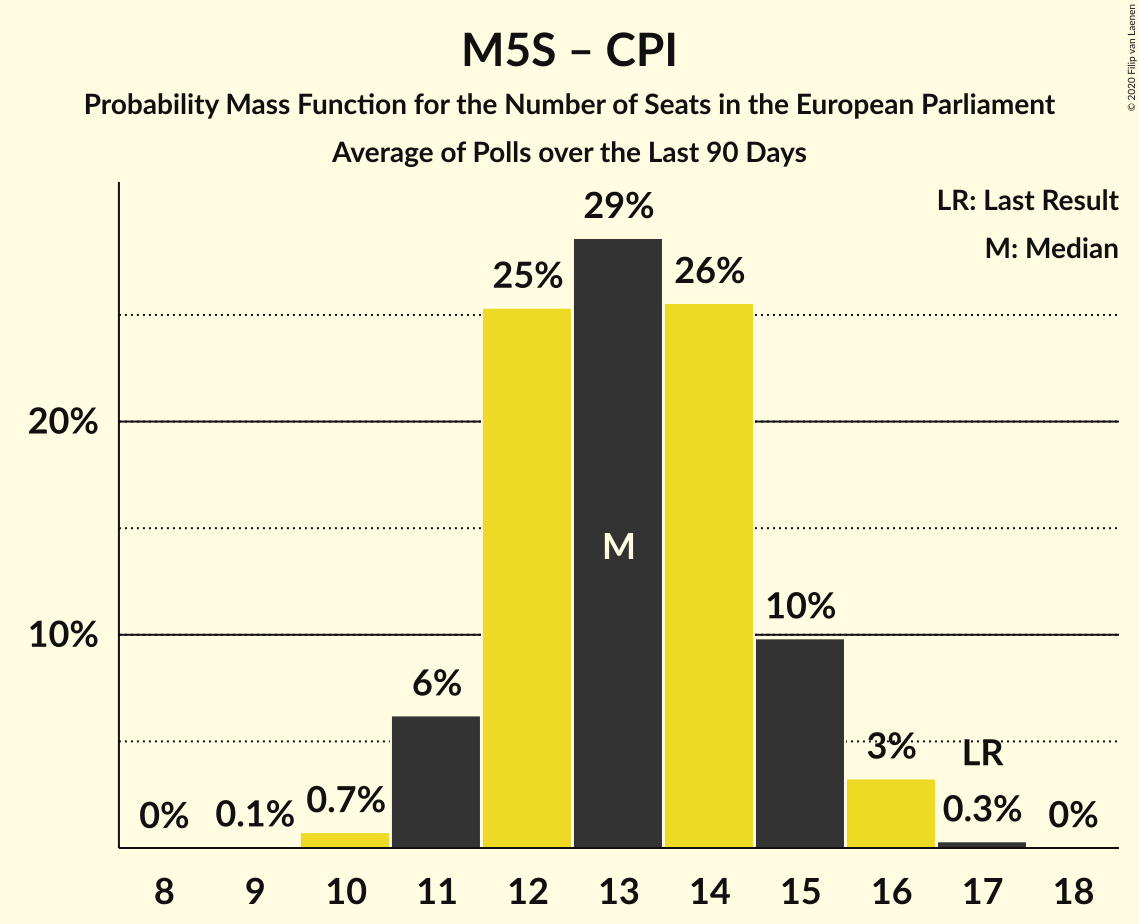 M5S – CPI
Probability Mass Function for the Number of Seats in the European Parliament
Average of Polls over the Last 90 Days
© 2020 Filip van Laenen
LR: Last Result
M: Median
20%
10%
0%
0.1%
0.7%
6%
25%
29%
M
26%
10%
3%
LR
0.3%
0%
8 9 10 11 12 13 14 15 16 17 18